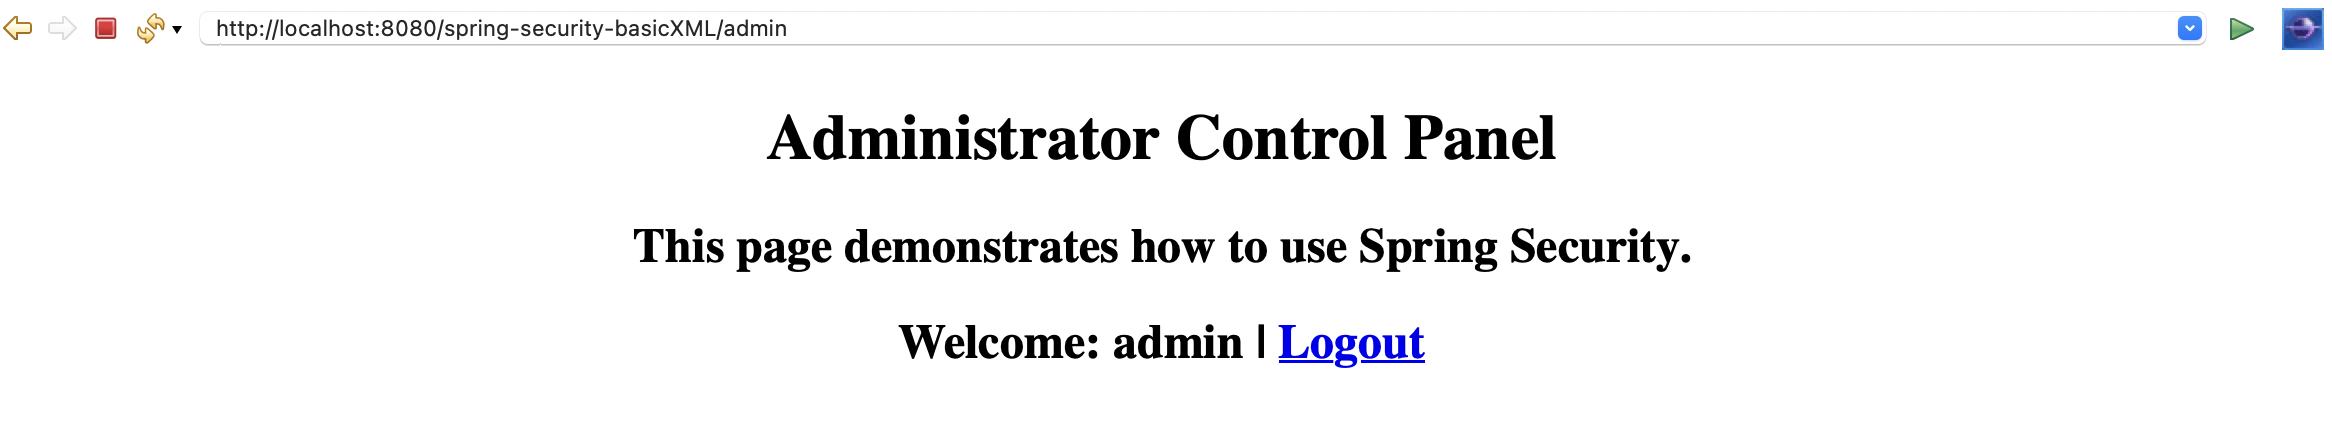 http://localhost:8080/spring-security-basicXML/admin
Administrator Control Panel
This page demonstrates how to use Spring Security.
Welcome: admin | Logout